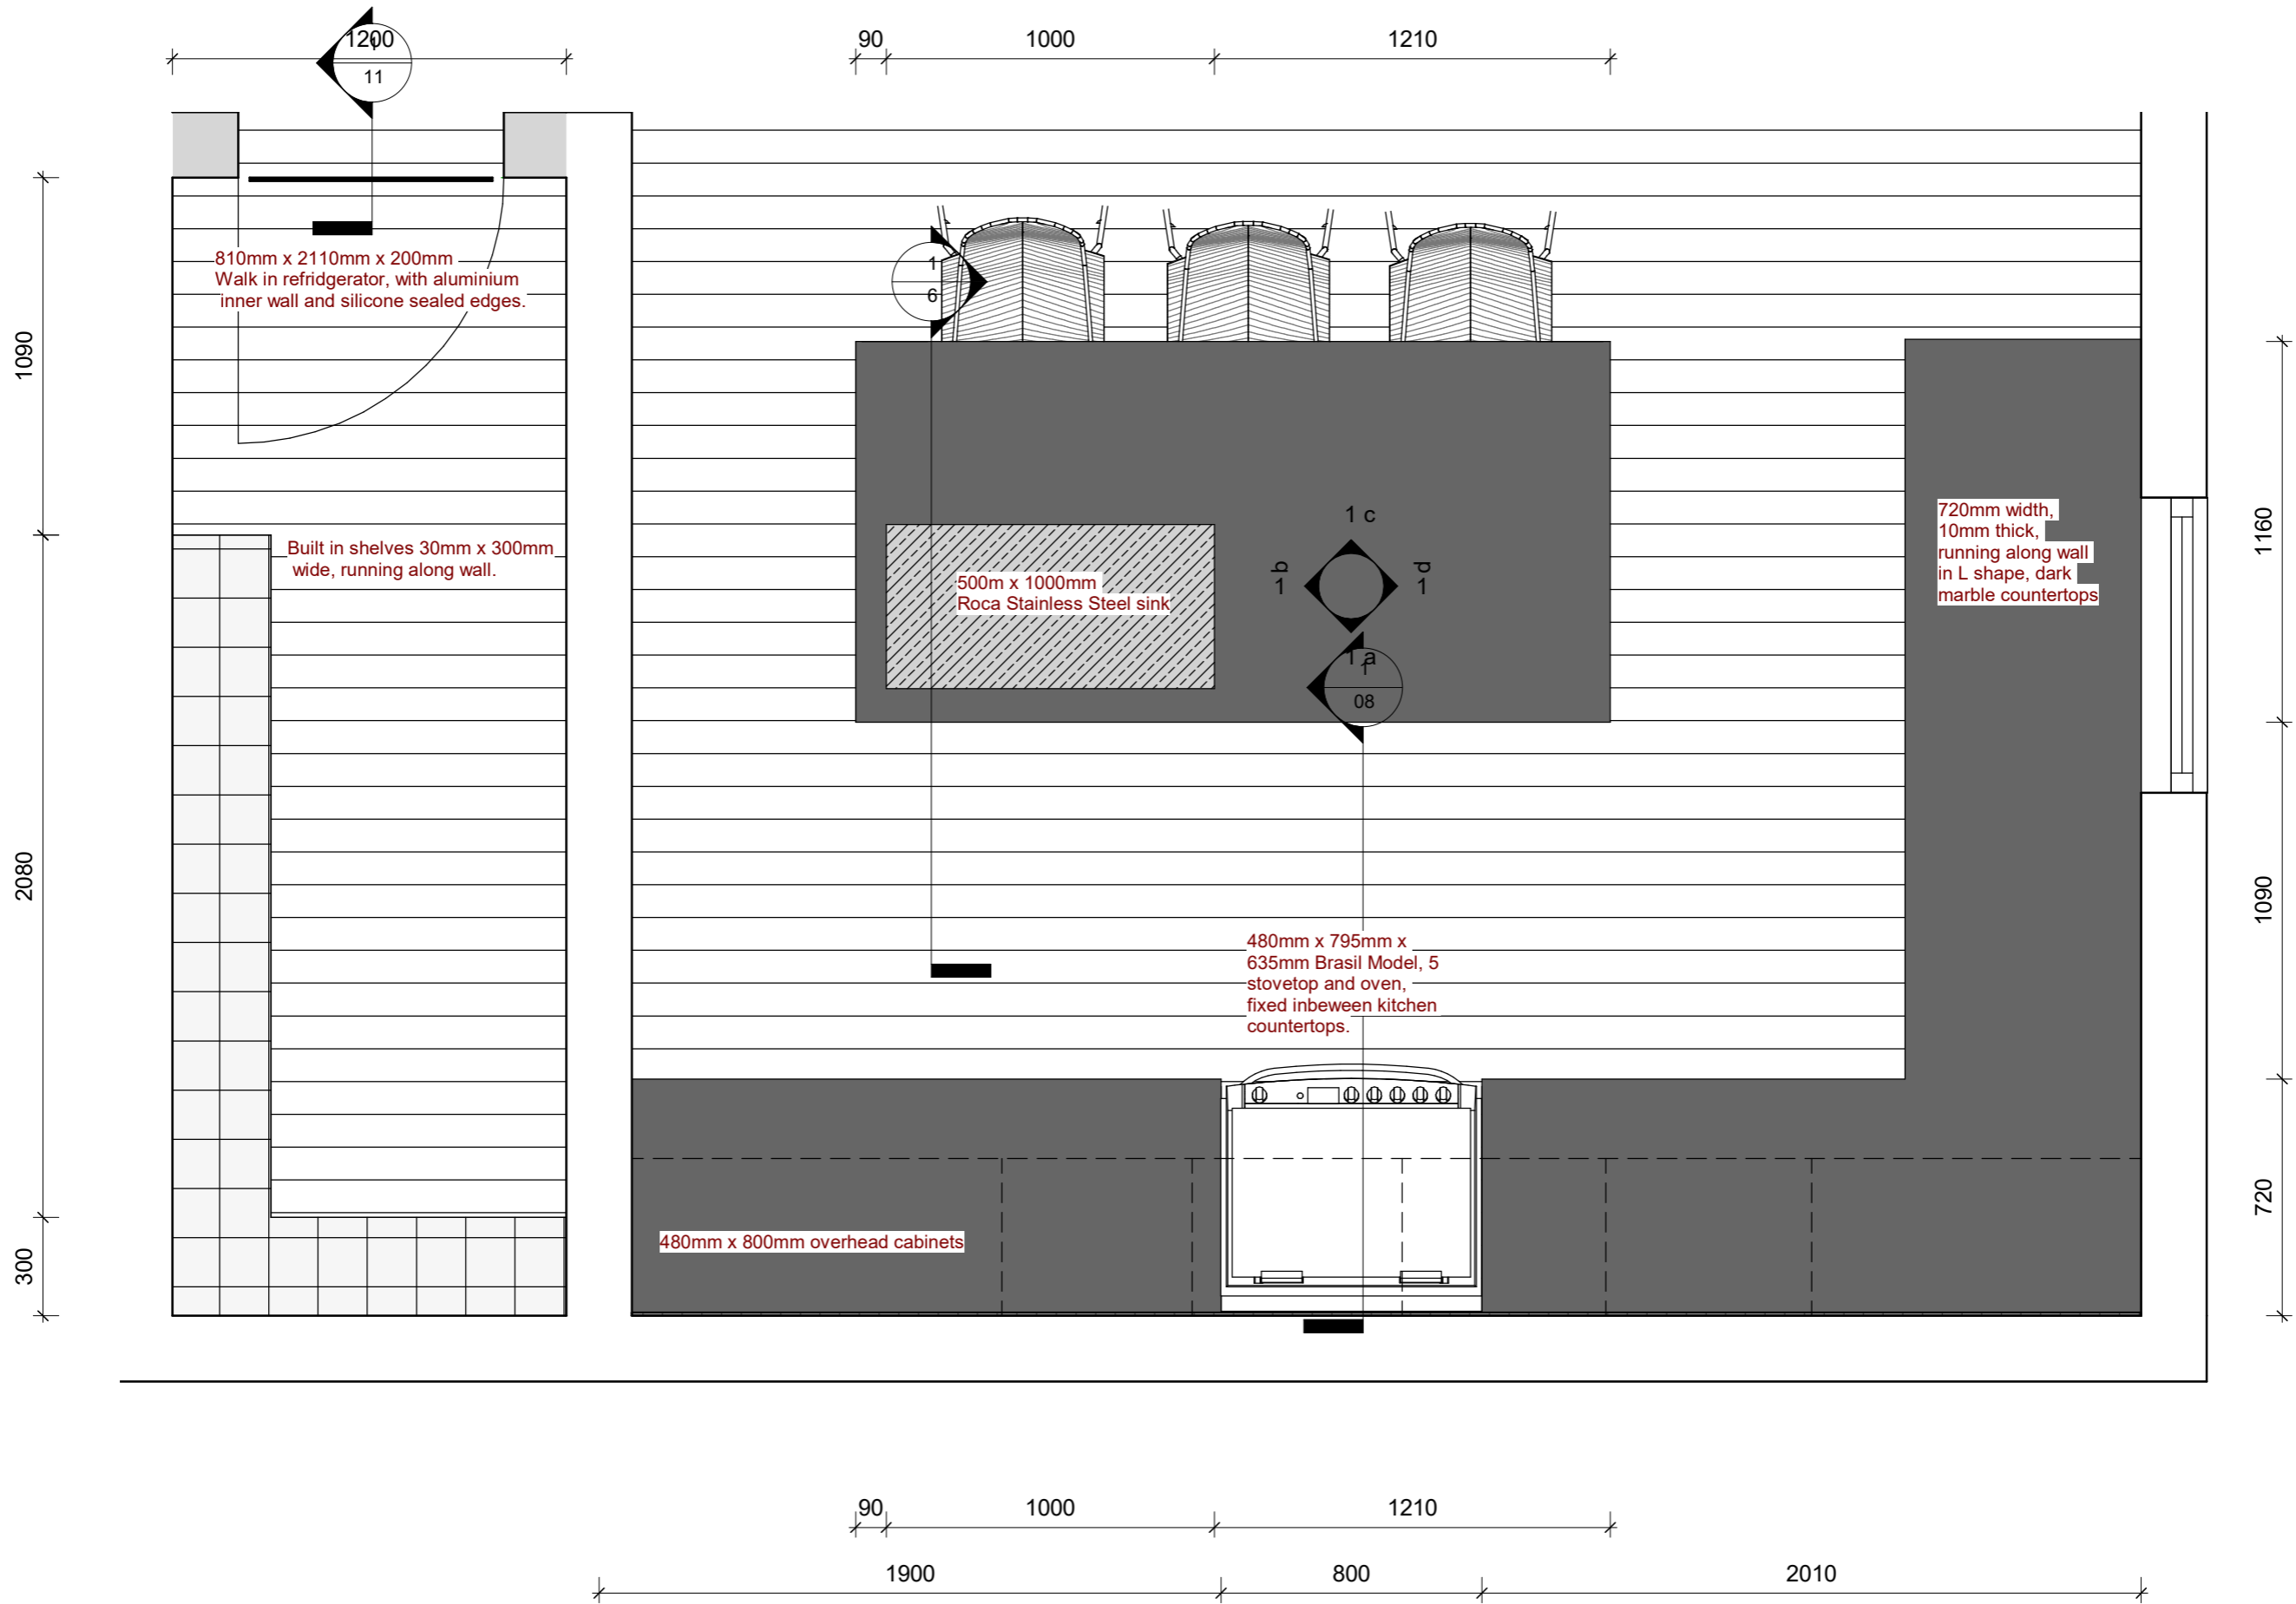 1200
1
11
90
1000
1210
810mm x 2110mm x 200mm
Walk in refridgerator, with aluminium
inner wall and silicone sealed edges.
1
6
1090
1160
Built in shelves 30mm x 300mm
wide, running along wall.
500m x 1000mm
Roca Stainless Steel sink
1 c
b
1
d
1
1 a
1
08
720mm width,
10mm thick,
running along wall
in L shape, dark
marble countertops
2080
1090
480mm x 795mm x
635mm Brasil Model, 5
stovetop and oven,
fixed inbeween kitchen
countertops.
300
720
480mm x 800mm overhead cabinets
90
1000
1210
1900
800
2010